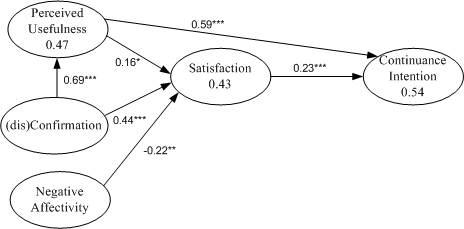 Perceived
Usefulness
0.47
0.59***
0.16*
Satisfaction
0.43
0.23***
Continuance
Intention
0.54
0.69***
(dis)Confirmation
0.44***
-0.22**
Negative
Affectivity